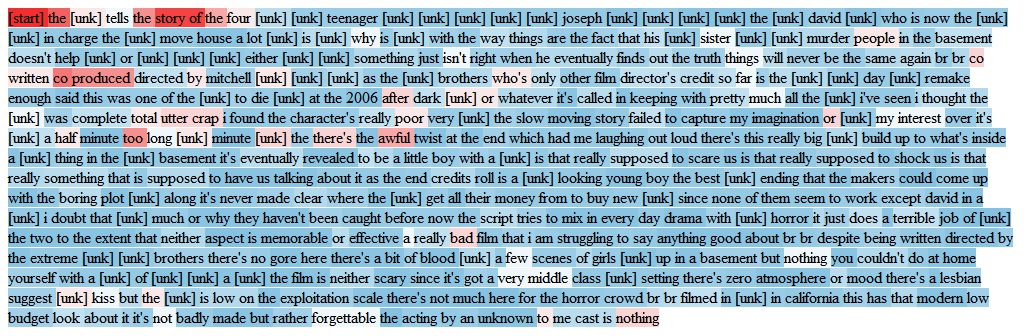 [start] the [unk] tells the story of the four [unk] [unk] teenager [unk] [unk] [unk] [unk] [unk] joseph [unk] [unk] [unk] [unk] the [unk] david [unk] who is now the [unk]
[unk] in charge the [unk] move house a lot [unk] is [unk] why is [unk] with the way things are the fact that his [unk] sister [unk] [unk] murder people in the basement
doesn't help [unk] or [unk] [unk] [unk] either [unk] [unk] something just isn't right when he eventually finds out the truth things will never be the same again br br co
written co produced directed by mitchell [unk] [unk] [unk] as the [unk] brothers who's only other film director's credit so far is the [unk] day [unk] remake
enough said this was one of the [unk] to die [unk] at the 2006 after dark [unk] or whatever it's called in keeping with pretty much all the [unk] i've seen i thought the
[unk] was complete total utter crap i found the character's really poor very [unk] the slow moving story failed to capture my imagination or [unk] my interest over it's
[unk] a half minute too long [unk] minute [unk] the there's the awful twist at the end which had me laughing out loud there's this really big [unk] build up to what's inside
a [unk] thing in the [unk] basement it's eventually revealed to be a little boy with a [unk] is that really supposed to scare us is that really supposed to shock us is that
really something that is supposed to have us talking about it as the end credits roll is a [unk] looking young boy the best [unk] ending that the makers could come up
with the boring plot [unk] along it's never made clear where the [unk] get all their money from to buy new [unk] since none of them seem to work except david in a
[unk] i doubt that [unk] much or why they haven't been caught before now the script tries to mix in every day drama with [unk] horror it just does a terrible job of [unk]
the two to the extent that neither aspect is memorable or effective a really bad film that i am struggling to say anything good about br br despite being written directed by
the extreme [unk] brothers there's no gore here there's a bit of blood [unk] a few scenes of girls [unk] up in a basement but nothing you couldn't do at home
yourself with a [unk] of [unk] [unk] a [unk] the film is neither scary since it's got a very middle class [unk] setting there's zero atmosphere or mood there's a lesbian
suggest [unk] kiss but the [unk] is low on the exploitation scale there's not much here for the horror crowd br br filmed in [unk] in california this has that modern low
budget look about it it's not badly made but rather forgettable the acting by an unknown to me cast is nothing